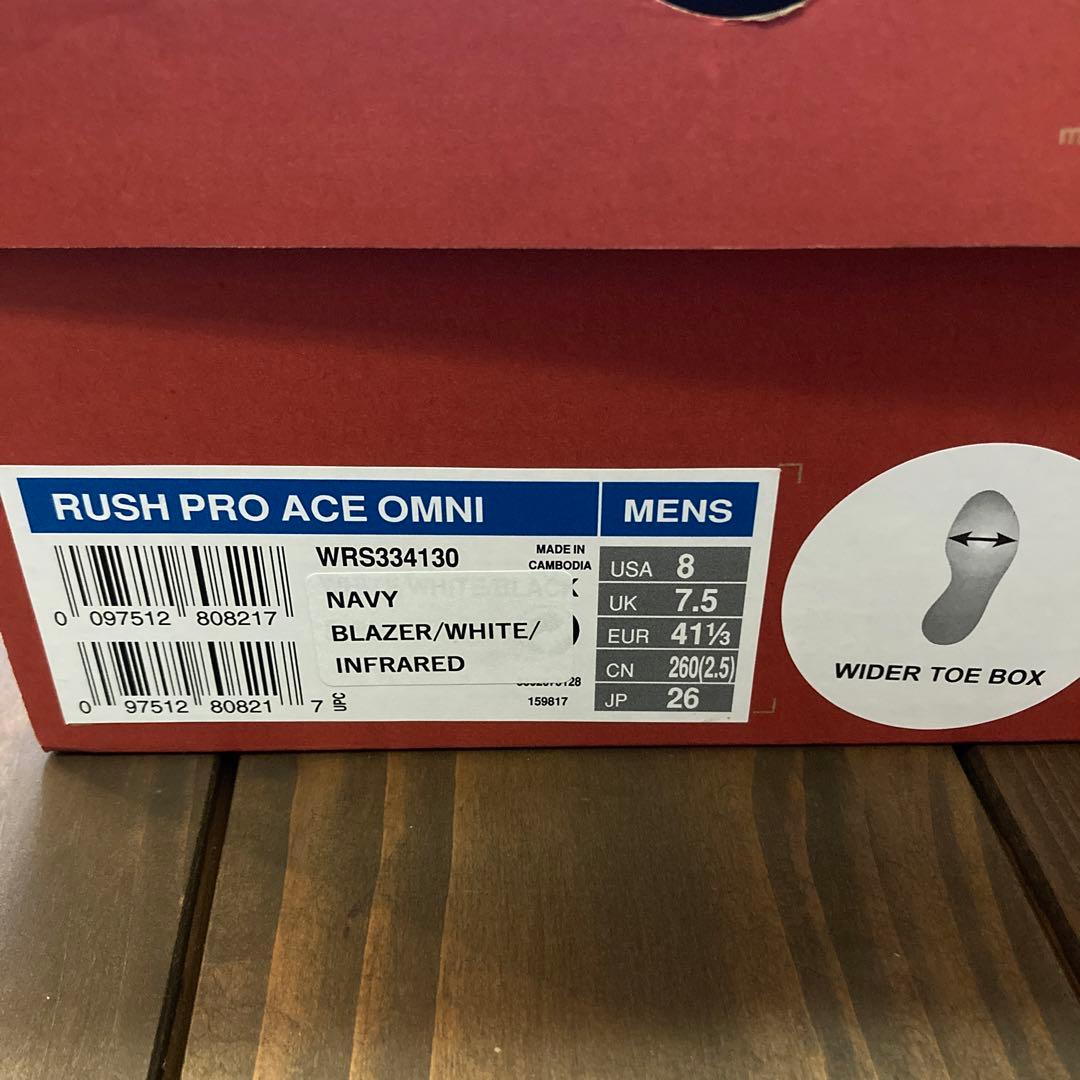 m
RUSH PRO ACE OMNI
MENS
WRS334130
MADE IN
CAMBODIA
WHITE/BLACK
NAVY
BLAZER/WHITE/
INFRARED
0 097512 808217
0 97512 80821 7
UPC
159817
USA 8
UK 7.5
EUR 41⅓
CN 260(2.5)
JP 26
WIDER TOE BOX